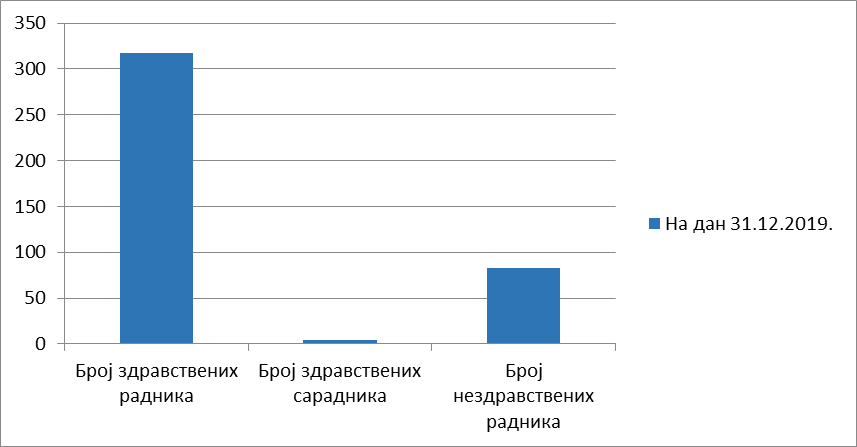 350
300
250
200
150
100
50
0
Број здравствених
радника
Број здравствених
сарадника
Број
нездравствених
радника
На дан 31.12.2019.